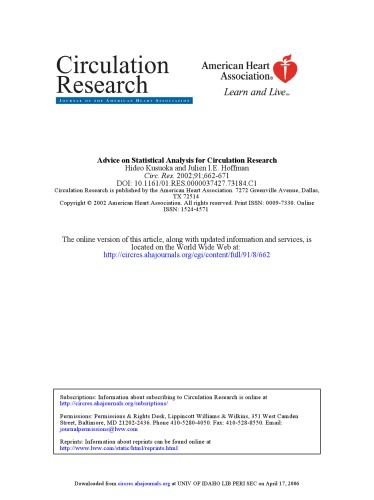 Circulation
Research
JOURNAL OF THE AMERICAN HEART ASSOCIATION
American Heart
Association®
Learn and Live℠
Advice on Statistical Analysis for Circulation Research
Hideo Kusuoka and Julien I.E. Hoffman
Circ. Res. 2002;91;662-671
DOI: 10.1161/01.RES.0000037427.73184.C1
Circulation Research is published by the American Heart Association. 7272 Greenville Avenue, Dallas,
TX 72514
Copyright © 2002 American Heart Association. All rights reserved. Print ISSN: 0009-7330. Online
ISSN: 1524-4571
The online version of this article, along with updated information and services, is
located on the World Wide Web at:
http://circres.ahajournals.org/cgi/content/full/91/8/662
Subscriptions: Information about subscribing to Circulation Research is online at
http://circres.ahajournals.org/subscriptions/
Permissions: Permissions & Rights Desk, Lippincott Williams & Wilkins, 351 West Camden
Street, Baltimore, MD 21202-2436. Phone 410-5280-4050. Fax: 410-528-8550. Email:
journalpermissions@lww.com
Reprints: Information about reprints can be found online at
http://www.lww.com/static/html/reprints.html
Downloaded from circres.ahajournals.org at UNIV OF IDAHO LIB PERI SEC on April 17, 2006